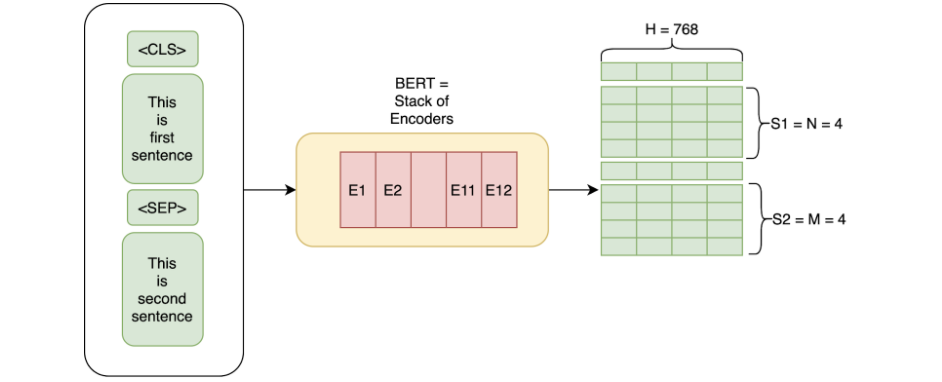 <CLS>
This
is
first
sentence
<SEP>
This
is
second
sentence
BERT =
Stack of
Encoders
E1 E2 E11 E12
H = 768
S1 = N = 4
S2 = M = 4